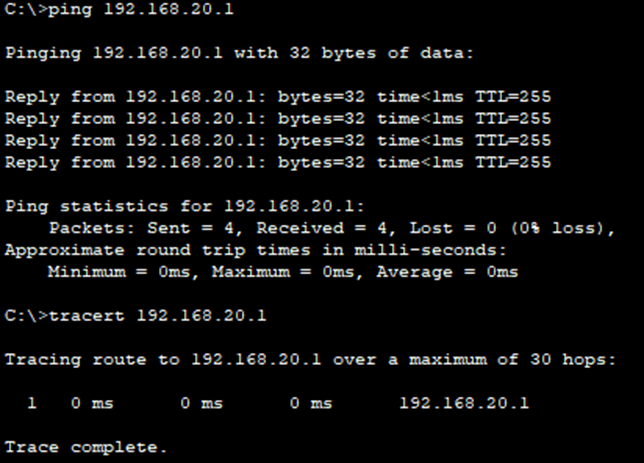 C:\>ping 192.168.20.1
Pinging 192.168.20.1 with 32 bytes of data:
Reply from 192.168.20.1: bytes=32 time<1ms TTL=255
Reply from 192.168.20.1: bytes=32 time<1ms TTL=255
Reply from 192.168.20.1: bytes=32 time<1ms TTL=255
Reply from 192.168.20.1: bytes=32 time<1ms TTL=255
Ping statistics for 192.168.20.1:
    Packets: Sent = 4, Received = 4, Lost = 0 (0% loss),
Approximate round trip times in milli-seconds:
    Minimum = 0ms, Maximum = 0ms, Average = 0ms
C:\>tracert 192.168.20.1
Tracing route to 192.168.20.1 over a maximum of 30 hops:
  1   0 ms      0 ms      0 ms      192.168.20.1
Trace complete.